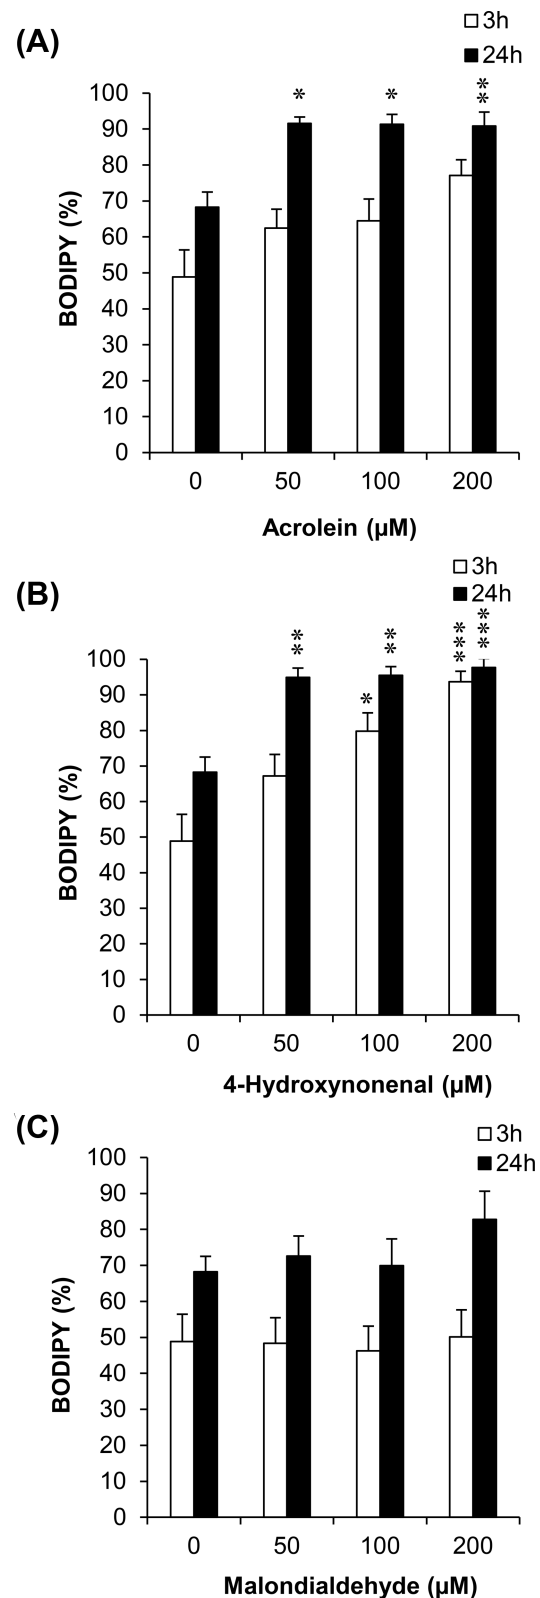 (A)
3h
24h
* * **
100
90
80
70
60
50
40
30
20
10
0
BODIPY (%)
0 50 100 200
Acrolein (µM)
(B)
3h
24h
** ** * *** ***
100
90
80
70
60
50
40
30
20
10
0
BODIPY (%)
0 50 100 200
4-Hydroxynonenal (µM)
(C)
3h
24h
100
90
80
70
60
50
40
30
20
10
0
BODIPY (%)
0 50 100 200
Malondialdehyde (µM)